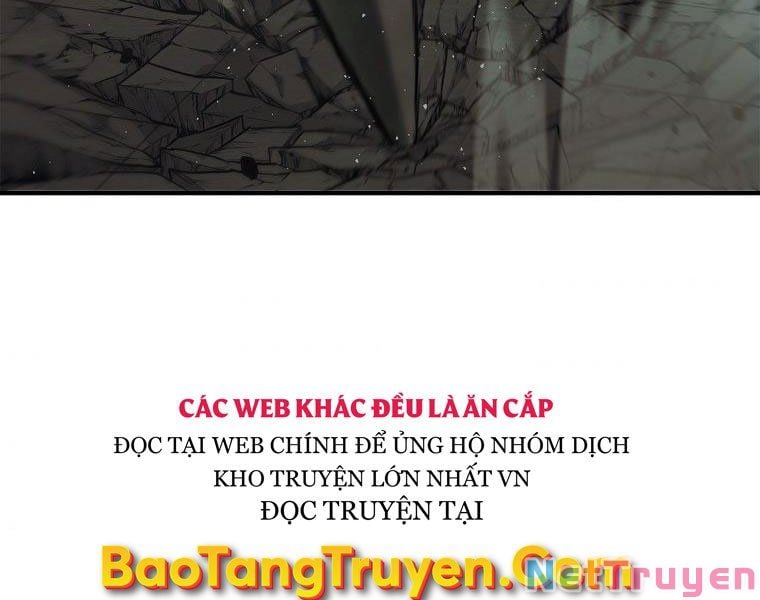 CÁC WEB KHÁC ĐỀU LÀ ĂN CẮP
ĐỌC TẠI WEB CHÍNH ĐỂ ỦNG HỘ NHÓM DỊCH
KHO TRUYỆN LỚN NHẤT VN
ĐỌC TRUYỆN TẠI
BaoTangTruyen.Com
NetTruyen